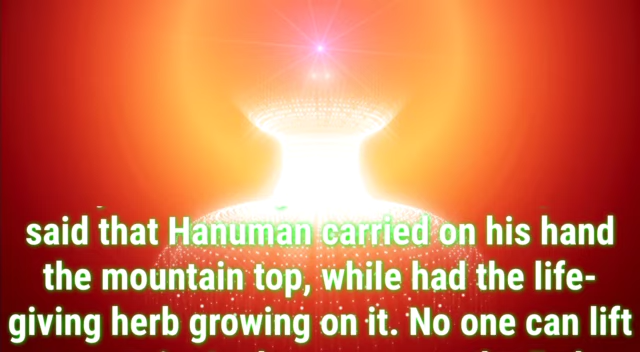 said that Hanuman carried on his hand
the mountain top, while had the life-
giving herb growing on it. No one can lift